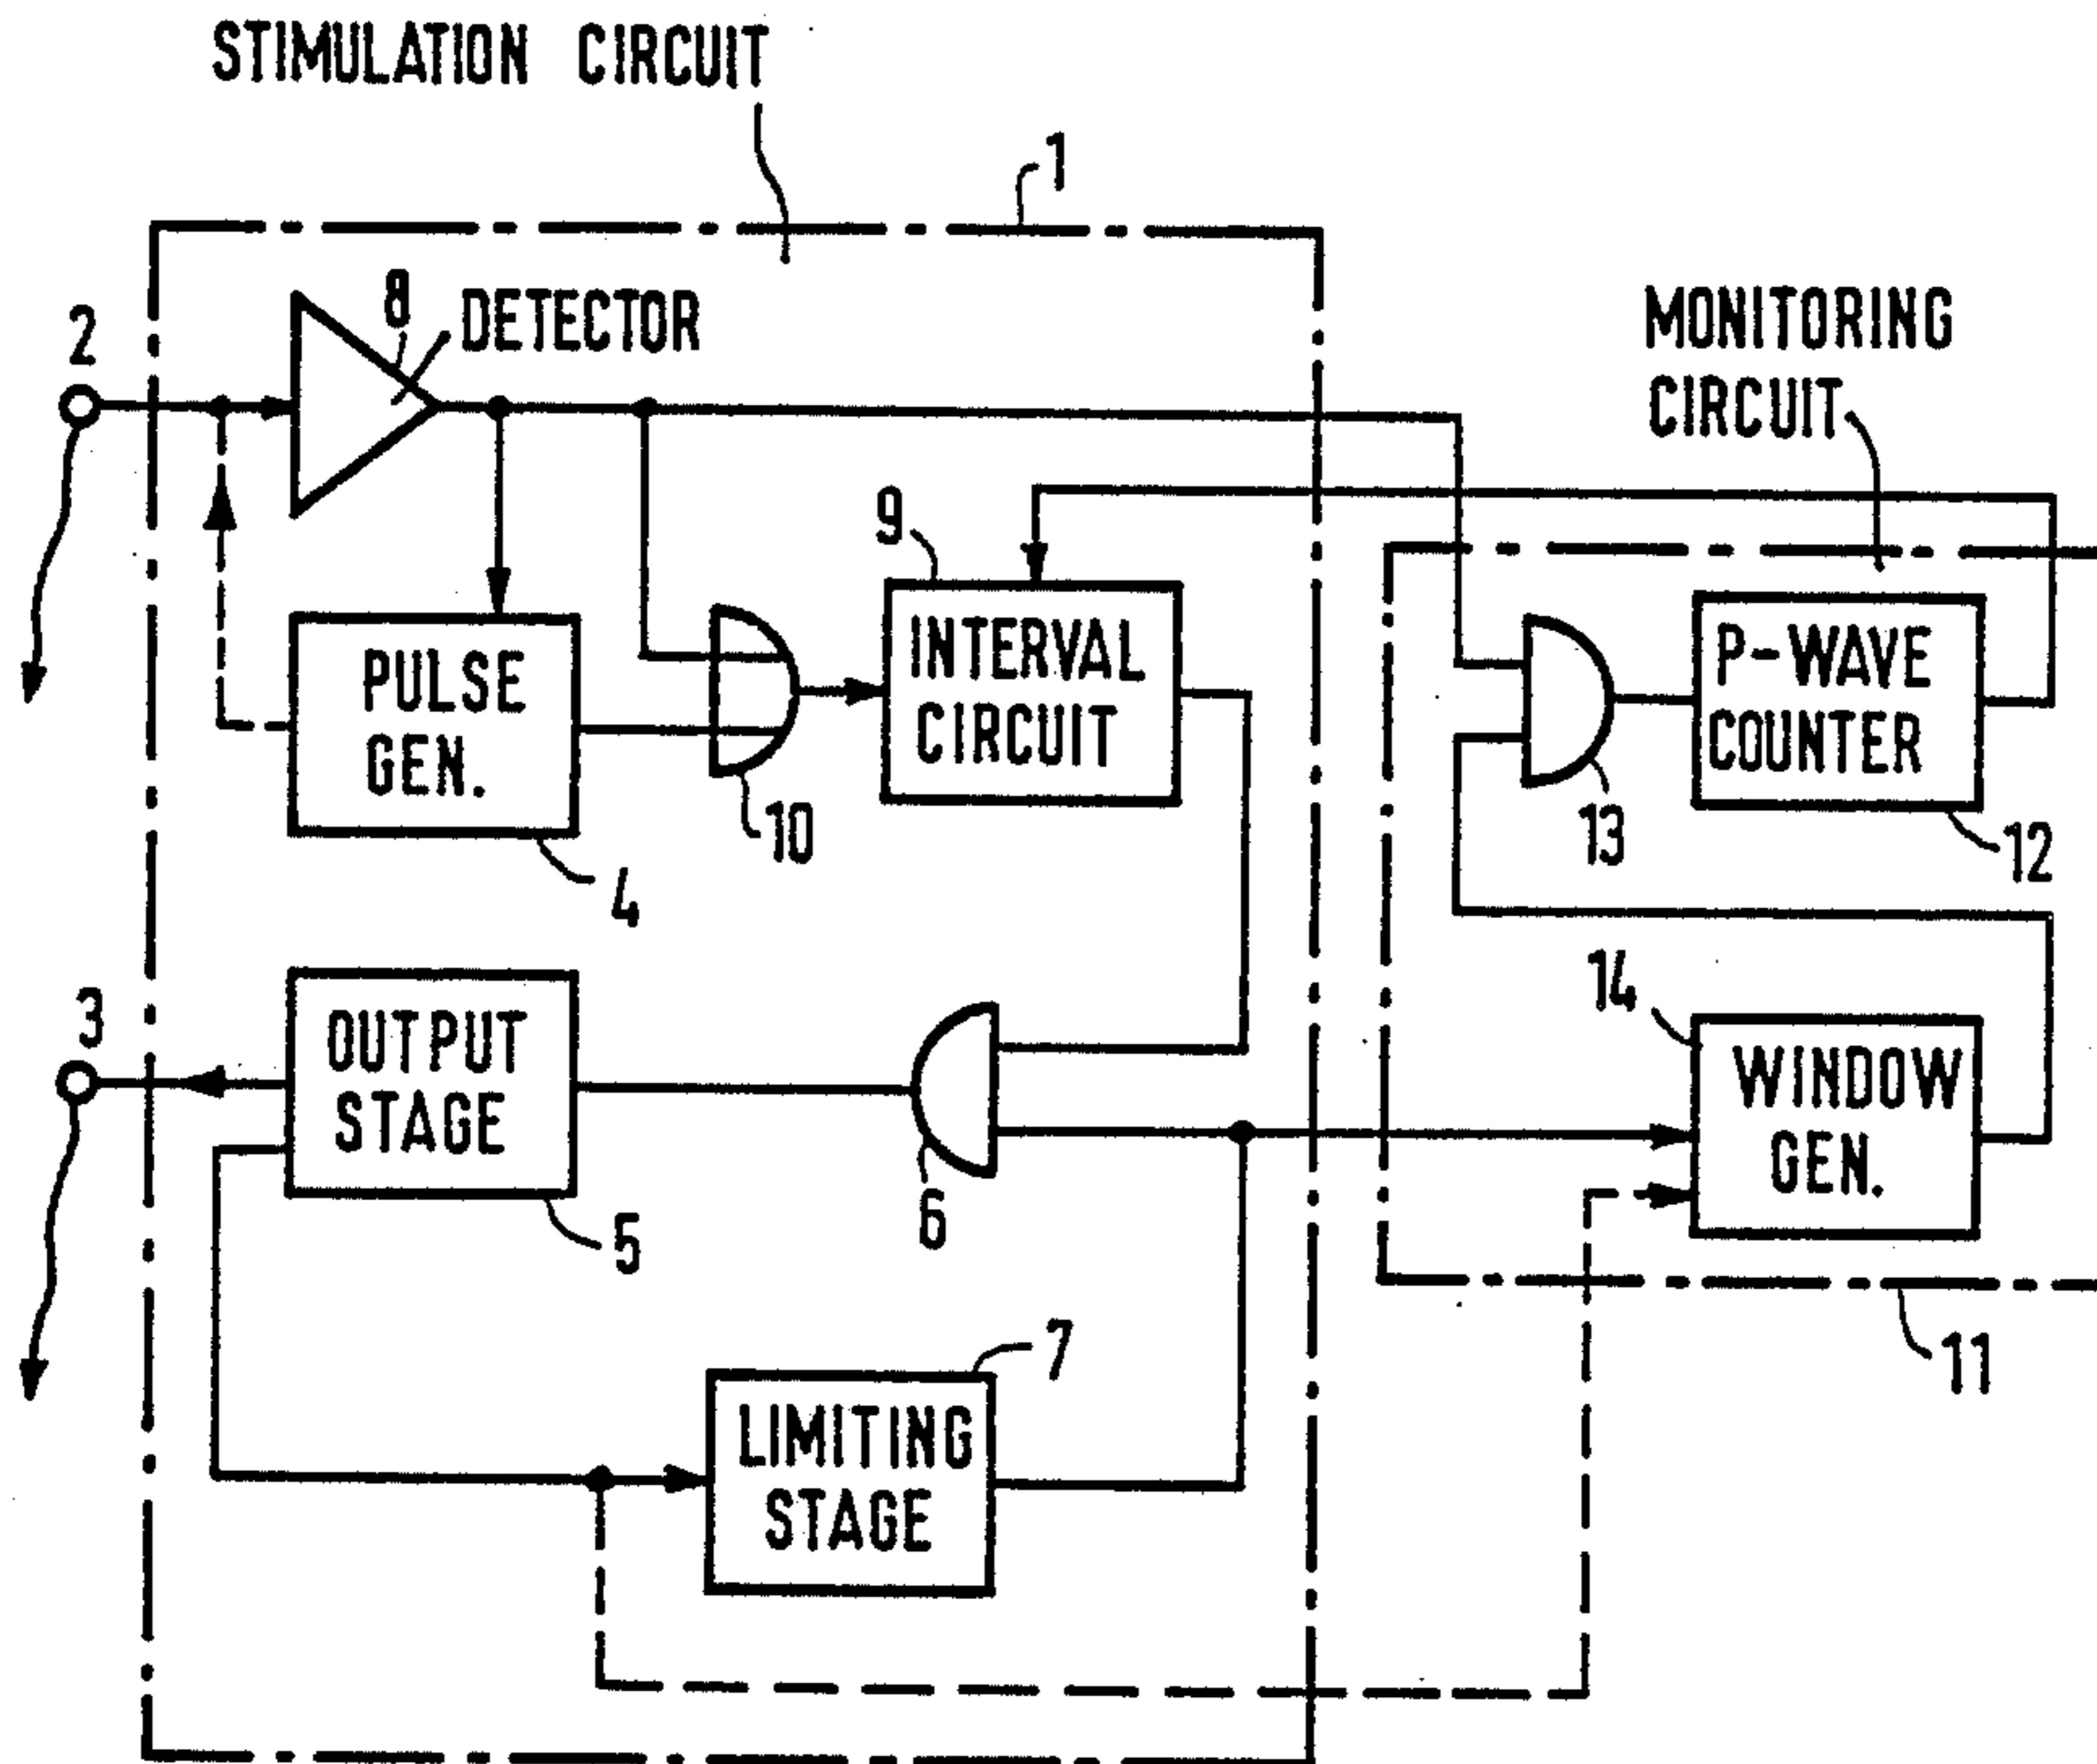 STIMULATION CIRCUIT
1
8
DETECTOR
2
MONITORING
CIRCUIT
9
INTERVAL
CIRCUIT
PULSE
GEN.
10
4
P-WAVE
COUNTER
13
12
3
OUTPUT
STAGE
5
6
14
WINDOW
GEN.
11
7
LIMITING
STAGE